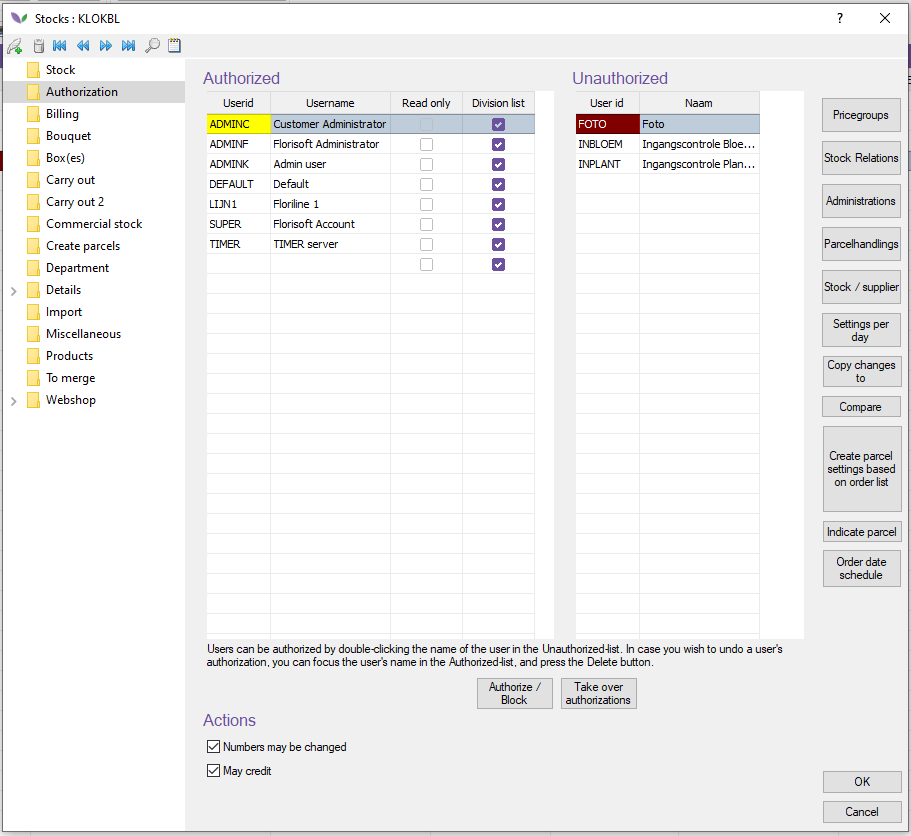 Stocks : KLOKBL
?
Stock
Authorization
Billing
Bouquet
Box(es)
Carry out
Carry out 2
Commercial stock
Create parcels
Department
Details
Import
Miscellaneous
Products
To merge
Webshop
Authorized
Userid Username Read only Division list
ADMINC Customer Administrator
ADMINF Florisoft Administrator
ADMINK Admin user
DEFAULT Default
LIJN1 Floriline 1
SUPER Florisoft Account
TIMER TIMER server
Unauthorized
User id Naam
FOTO Foto
INBLOEM Ingangscontrole Bloe...
INPLANT Ingangscontrole Plan...
Users can be authorized by double-clicking the name of the user in the Unauthorized-list. In case you wish to undo a user's
authorization, you can focus the user's name in the Authorized-list, and press the Delete button.
Authorize /
Block
Take over
authorizations
Actions
Numbers may be changed
May credit
Pricegroups
Stock Relations
Administrations
Parcelhandlings
Stock / supplier
Settings per
day
Copy changes
to
Compare
Create parcel
settings based
on order list
Indicate parcel
Order date
schedule
OK
Cancel